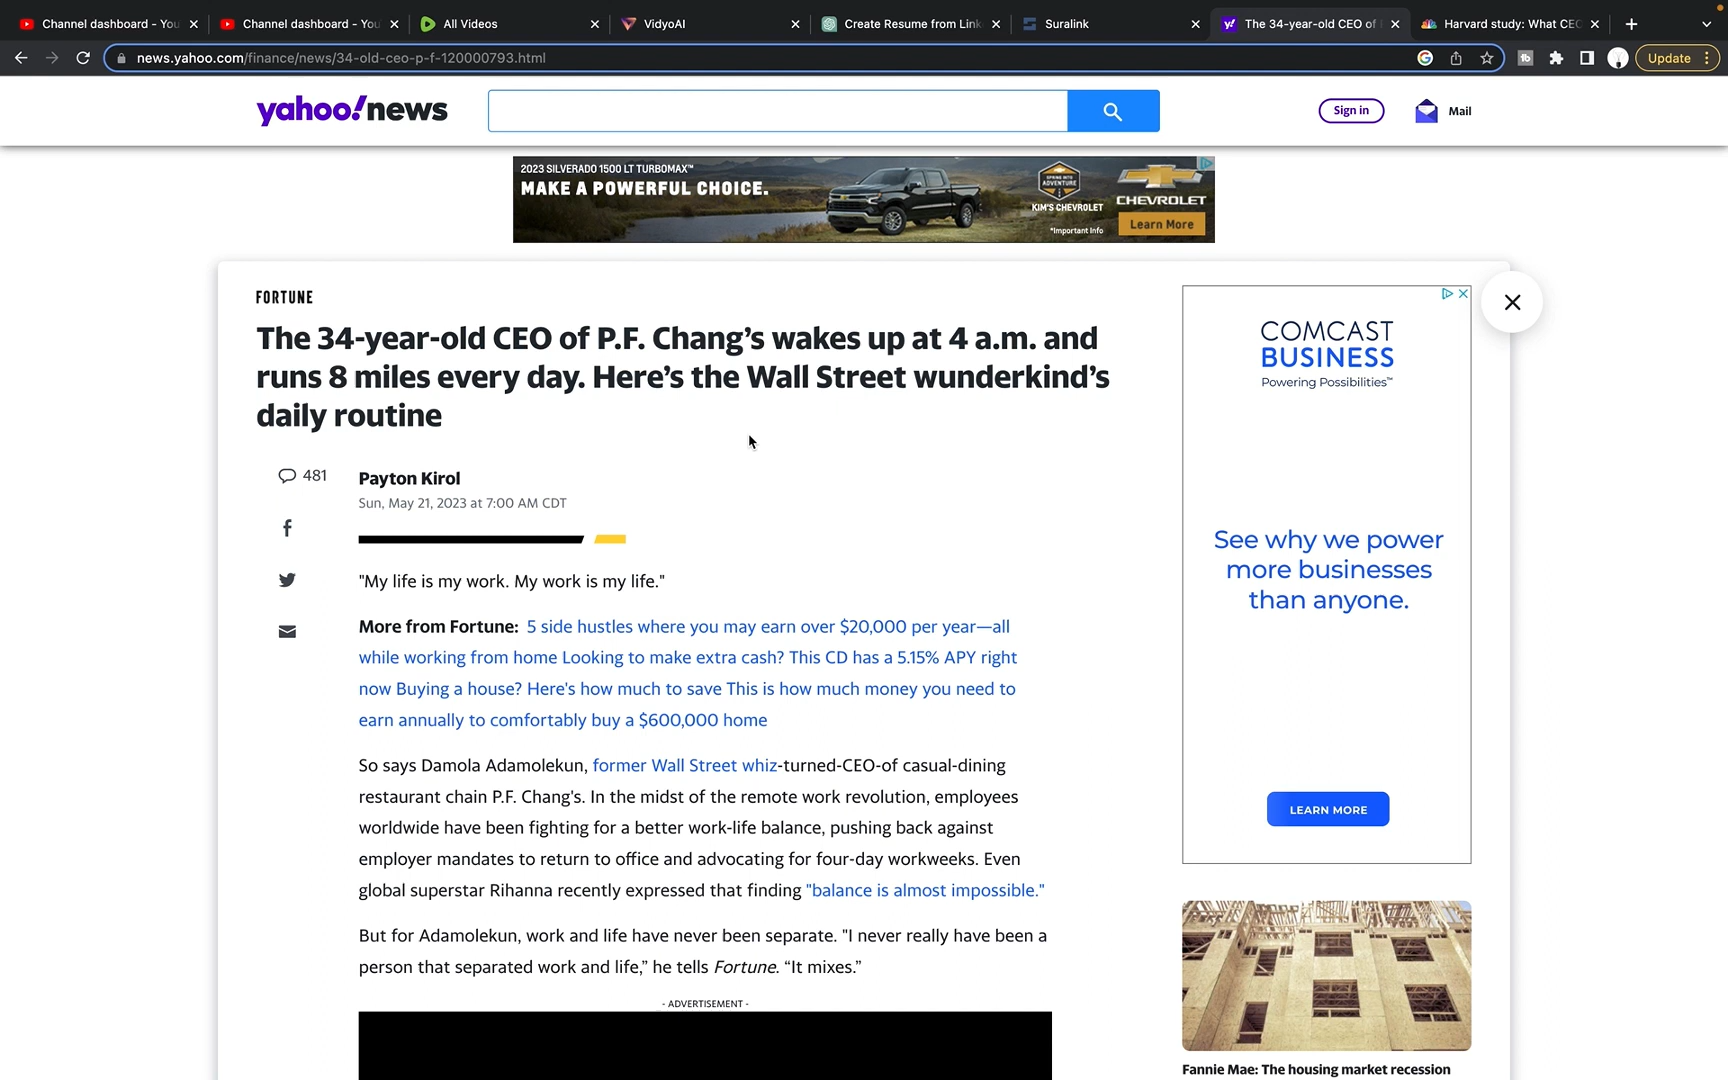 Channel dashboard - You
Channel dashboard - You
All Videos
VidyoAI
Create Resume from Link
Suralink
The 34-year-old CEO of
Harvard study: What CEO
news.yahoo.com/finance/news/34-old-ceo-p-f-120000793.html
Update
yahoo!news
Sign in
Mail
2023 SILVERADO 1500 LT TURBOMAX™
MAKE A POWERFUL CHOICE.
SPRING INTO
ADVENTURE
KIM'S CHEVROLET
*Important Info
CHEVROLET
Learn More
FORTUNE
The 34-year-old CEO of P.F. Chang’s wakes up at 4 a.m. and
runs 8 miles every day. Here’s the Wall Street wunderkind’s
daily routine
481
Payton Kirol
Sun, May 21, 2023 at 7:00 AM CDT
"My life is my work. My work is my life."
More from Fortune: 5 side hustles where you may earn over $20,000 per year—all
while working from home Looking to make extra cash? This CD has a 5.15% APY right
now Buying a house? Here's how much to save This is how much money you need to
earn annually to comfortably buy a $600,000 home
So says Damola Adamolekun, former Wall Street whiz-turned-CEO-of casual-dining
restaurant chain P.F. Chang's. In the midst of the remote work revolution, employees
worldwide have been fighting for a better work-life balance, pushing back against
employer mandates to return to office and advocating for four-day workweeks. Even
global superstar Rihanna recently expressed that finding "balance is almost impossible."
But for Adamolekun, work and life have never been separate. "I never really have been a
person that separated work and life,” he tells Fortune. “It mixes.”
- ADVERTISEMENT -
COMCAST
BUSINESS
Powering Possibilities™
See why we power
more businesses
than anyone.
LEARN MORE
Fannie Mae: The housing market recession